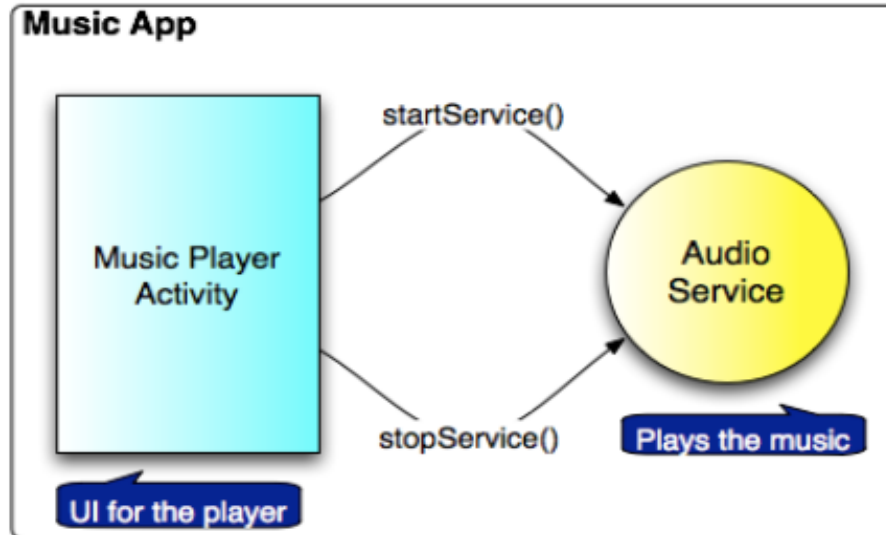 Music App
startService()
Music Player
Activity
Audio
Service
stopService()
Plays the music
UI for the player